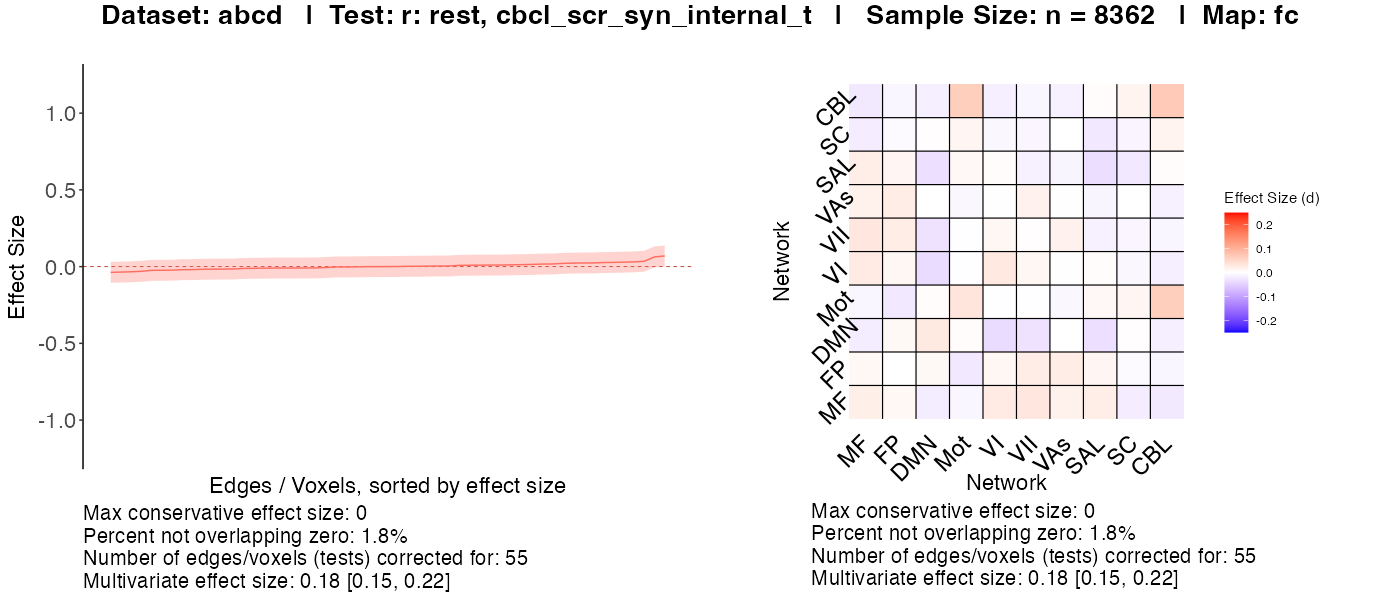 Dataset: abcd | Test: r: rest, cbcl_scr_syn_internal_t | Sample Size: n = 8362 | Map: fc
Effect Size
1.0
0.5
0.0
-0.5
-1.0
Edges / Voxels, sorted by effect size
Max conservative effect size: 0
Percent not overlapping zero: 1.8%
Number of edges/voxels (tests) corrected for: 55
Multivariate effect size: 0.18 [0.15, 0.22]
Network
CBL
SC
SAL
VAs
VII
VI
Mot
DMN
FP
MF
MF FP DMN Mot VI VII VAs SAL SC CBL
Network
Effect Size (d)
0.2
0.1
0.0
-0.1
-0.2
Max conservative effect size: 0
Percent not overlapping zero: 1.8%
Number of edges/voxels (tests) corrected for: 55
Multivariate effect size: 0.18 [0.15, 0.22]